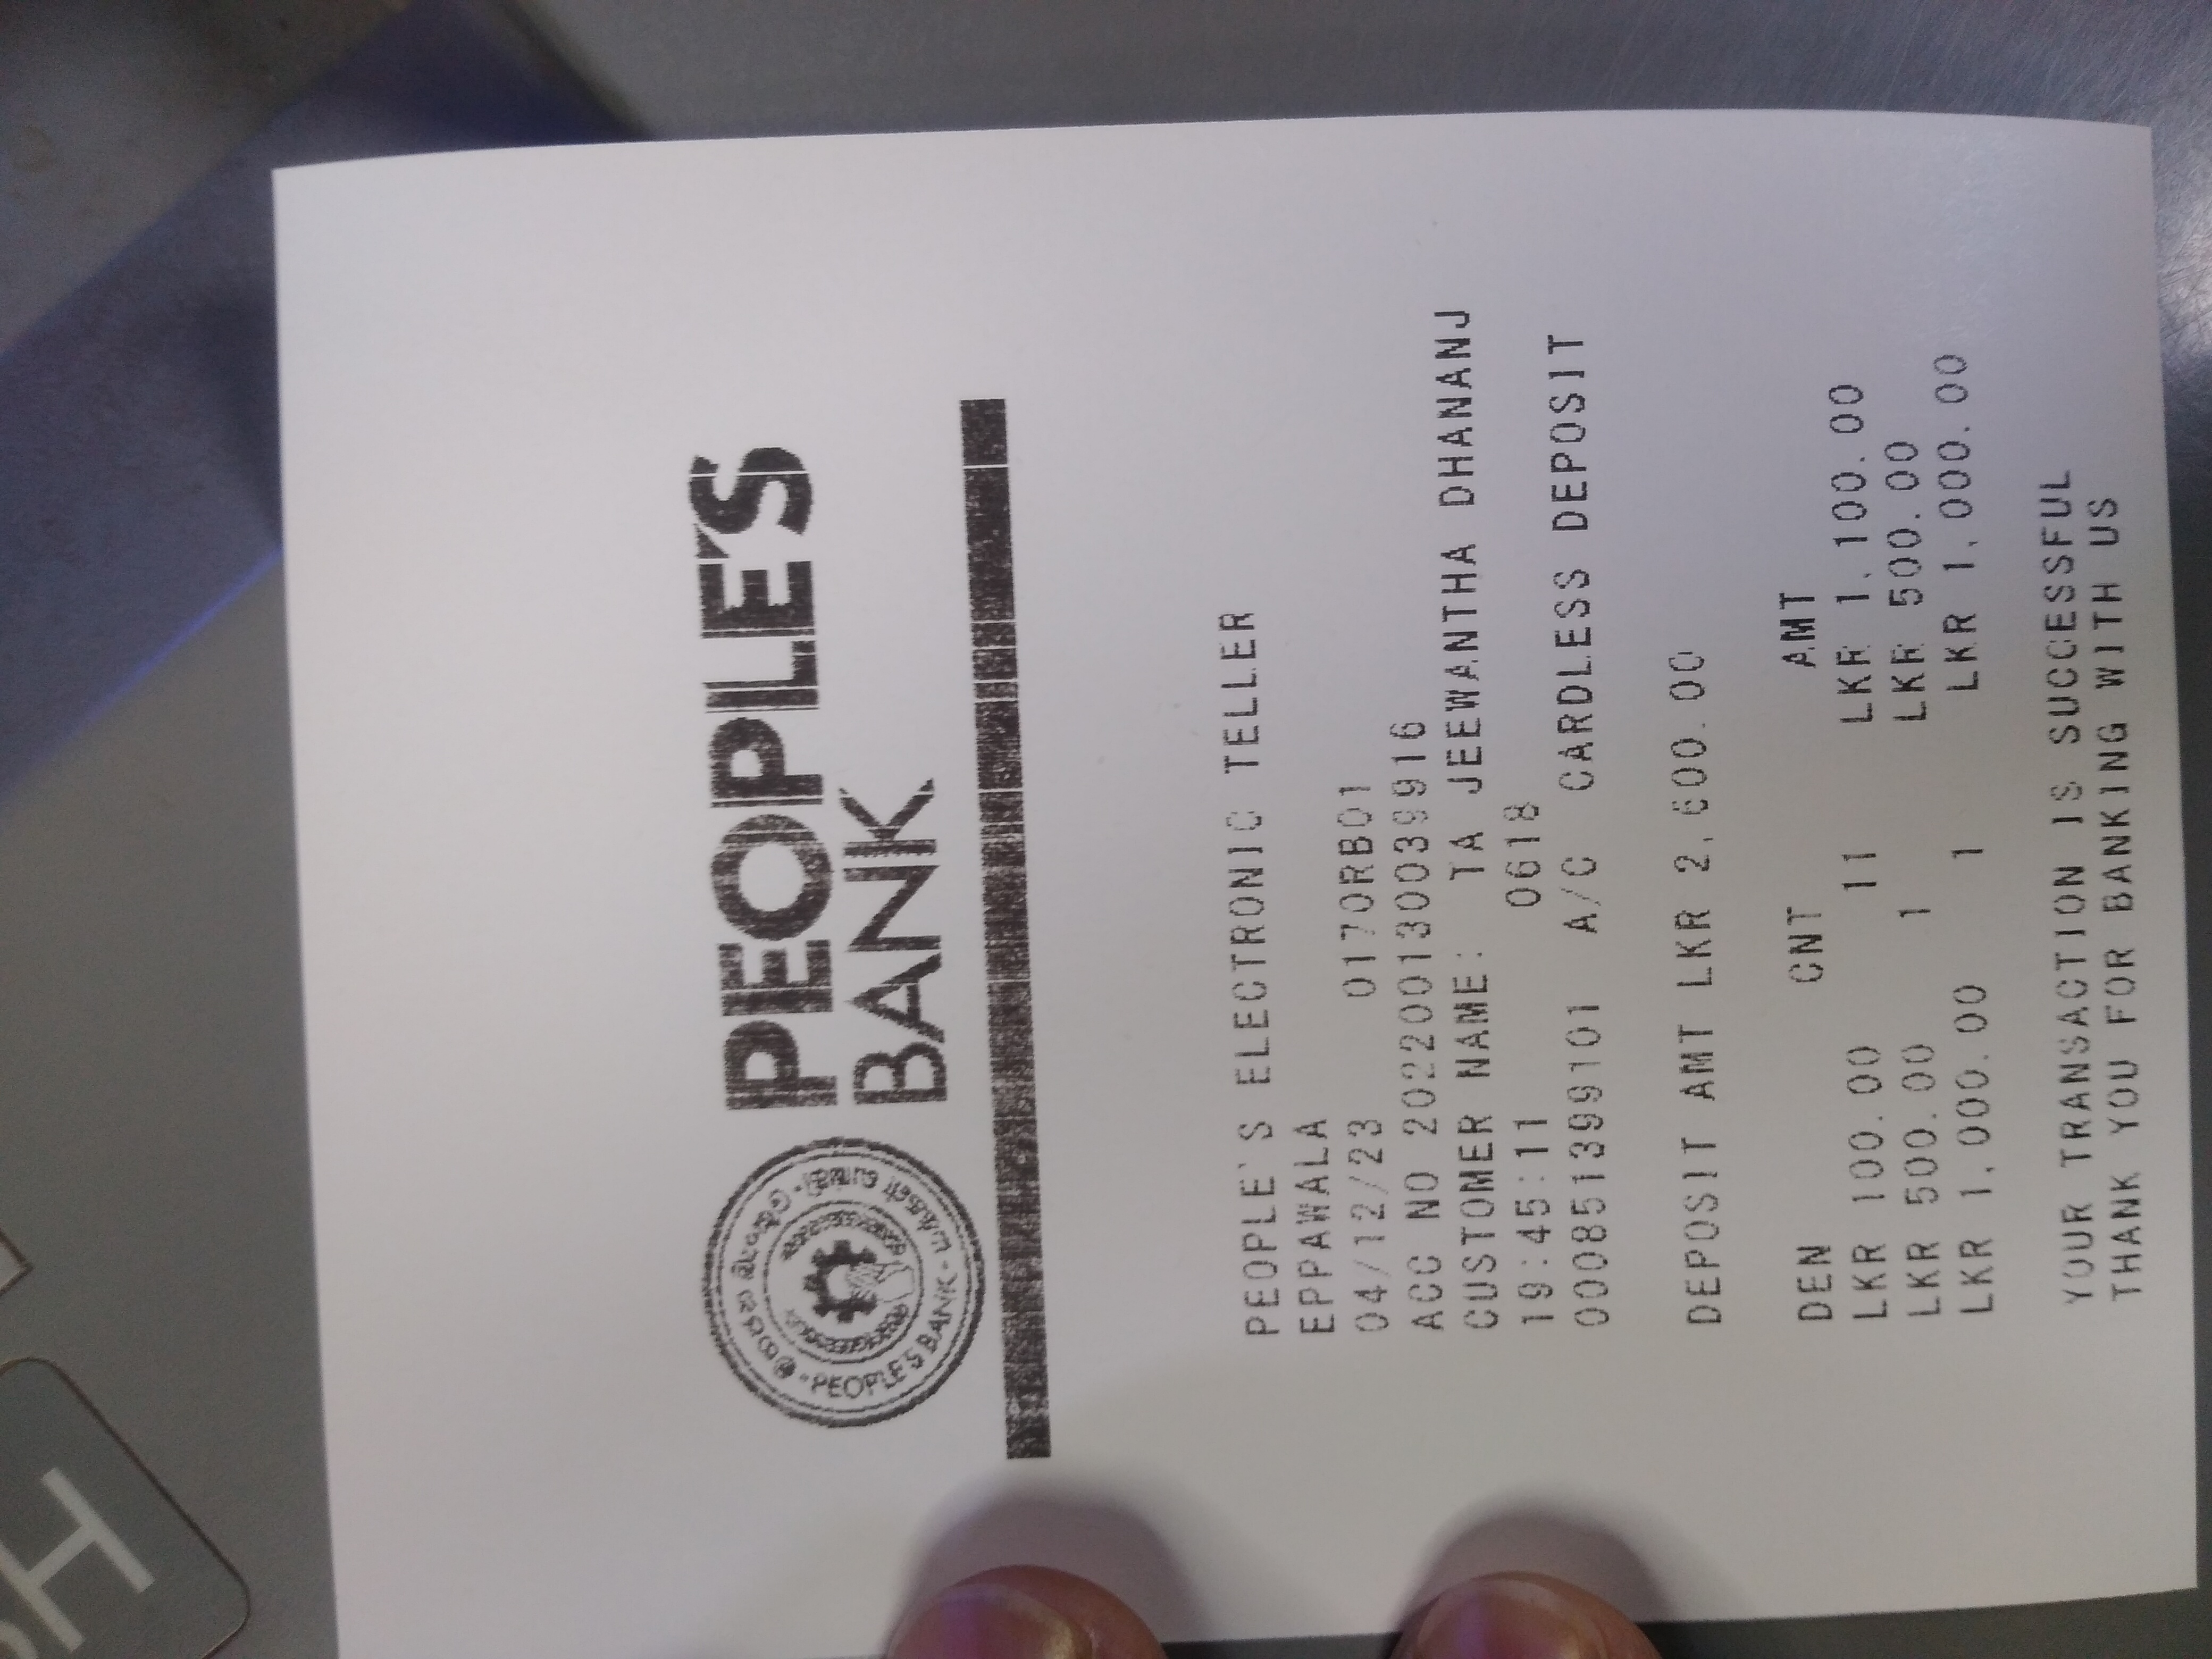 PEOPLE'S
BANK
PEOPLE'S BANK
PEOPLE`S ELECTRONIC TELLER
EPPAWALA
04/12/23 0170RB01
ACC NO 202200130039916
CUSTOMER NAME: TA JEEWANTHA DHANANJ
19:45:11 0618
000851399101 A/C CARDLESS DEPOSIT
DEPOSIT AMT LKR 2,600.00
DEN CNT AMT
LKR 100.00 11 LKR 1,100.00
LKR 500.00 1 LKR 500.00
LKR 1,000.00 1 LKR 1,000.00
YOUR TRANSACTION IS SUCCESSFUL
THANK YOU FOR BANKING WITH US